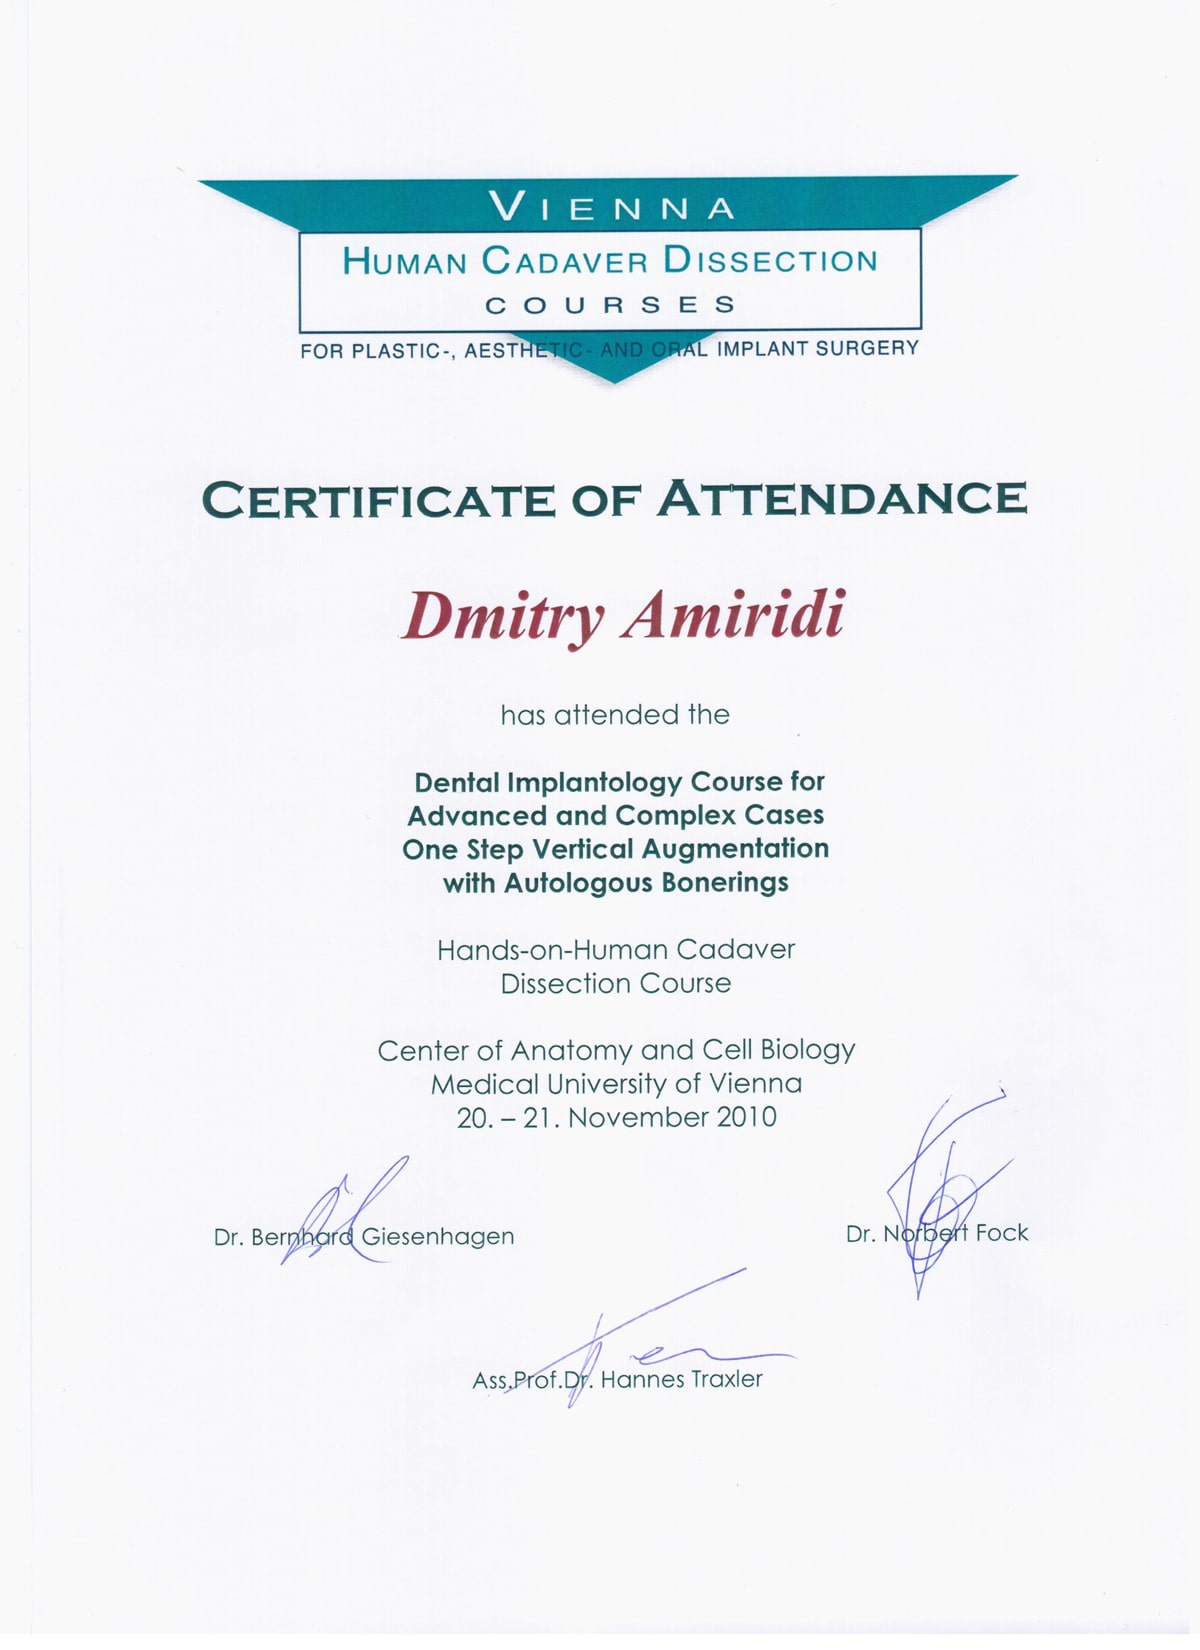 VIENNA
HUMAN CADAVER DISSECTION
COURSES
FOR PLASTIC-, AESTHETIC- AND ORAL IMPLANT SURGERY
CERTIFICATE OF ATTENDANCE
Dmitry Amiridi
has attended the
Dental Implantology Course for
Advanced and Complex Cases
One Step Vertical Augmentation
with Autologous Bonerings
Hands-on-Human Cadaver
Dissection Course
Center of Anatomy and Cell Biology
Medical University of Vienna
20. – 21. November 2010
Dr. Bernhard Giesenhagen
Dr. Norbert Fock
Ass.Prof.Dr. Hannes Traxler